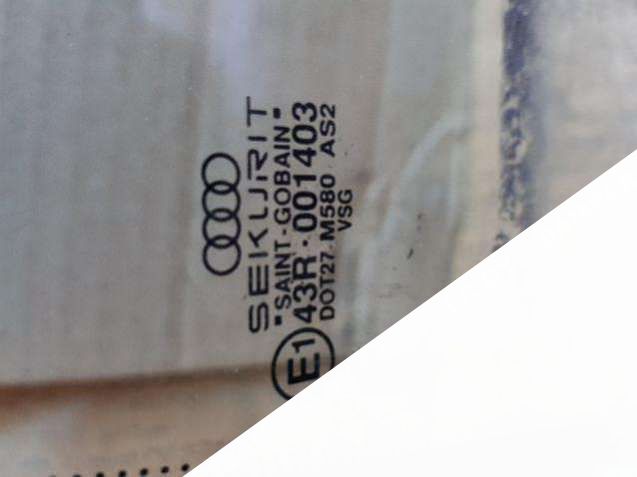 SEKURIT
"SAINT-GOBAIN"
E1 43R·001403
DOT27 M580 AS2
VSG